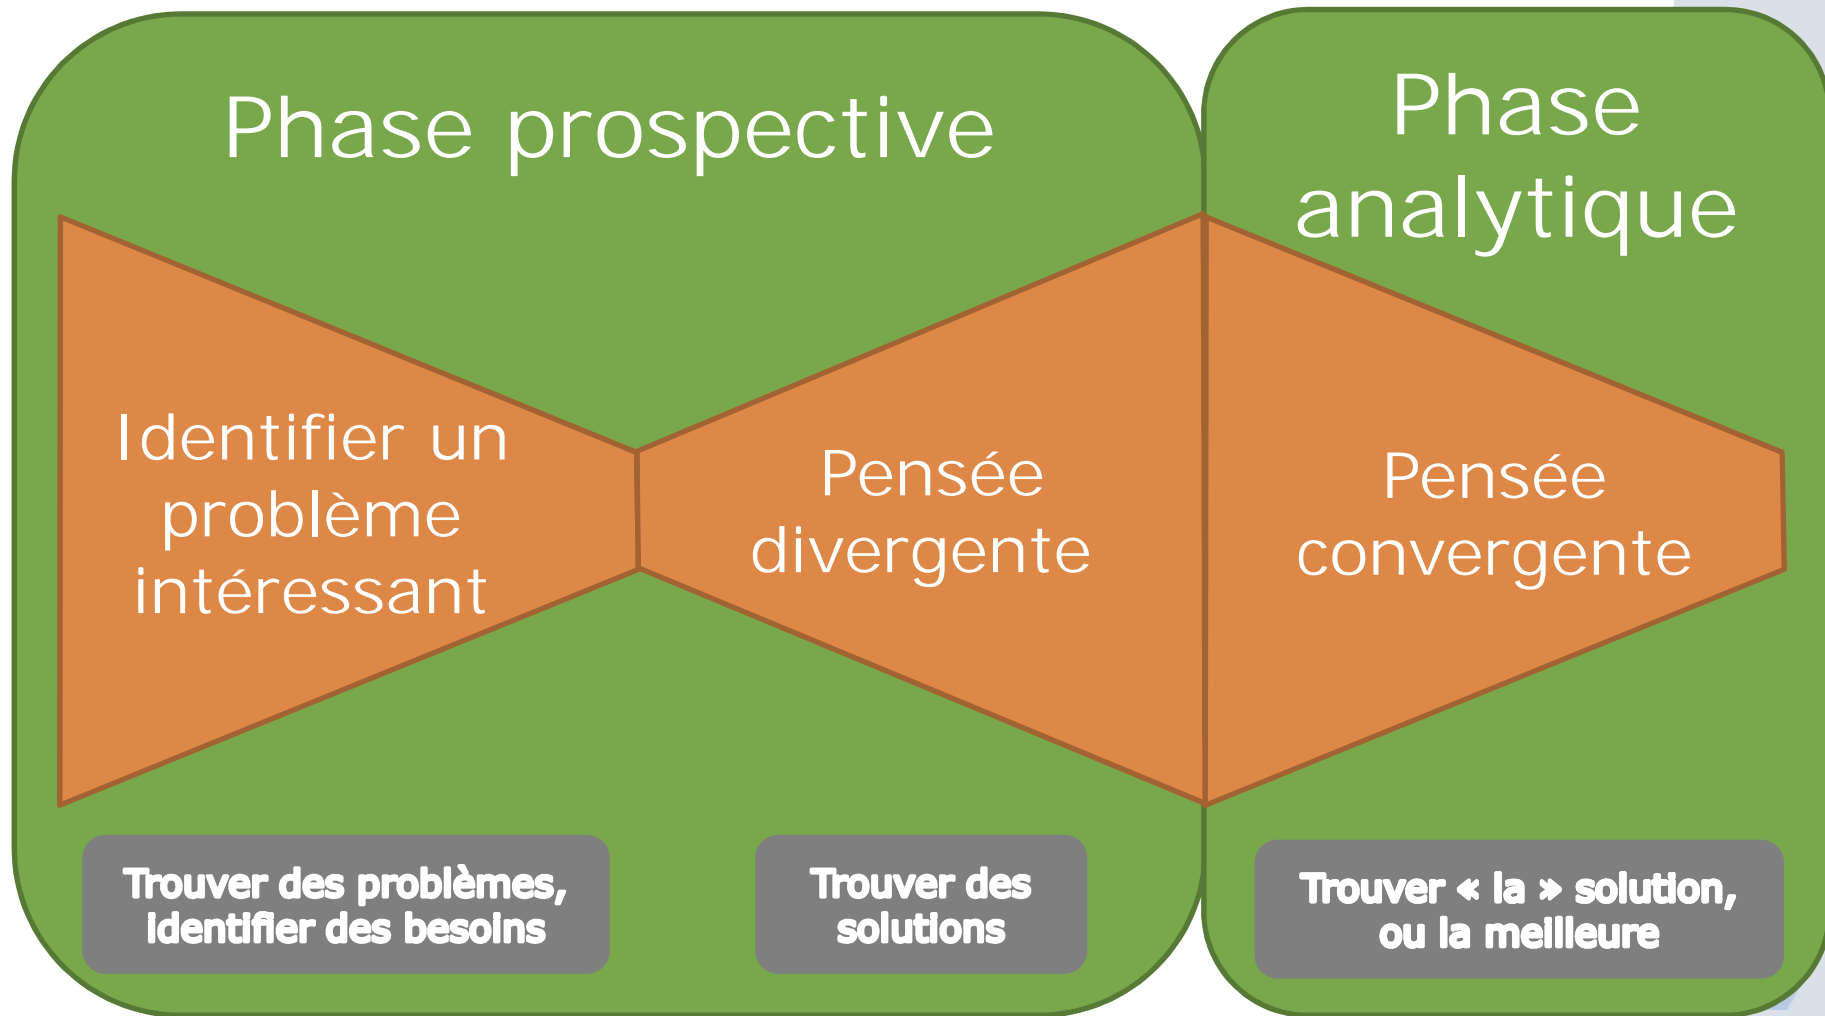 Phase prospective
Phase
analytique
Identifier un
problème
intéressant
Pensée
divergente
Pensée
convergente
Trouver des problèmes,
identifier des besoins
Trouver des
solutions
Trouver « la » solution,
ou la meilleure